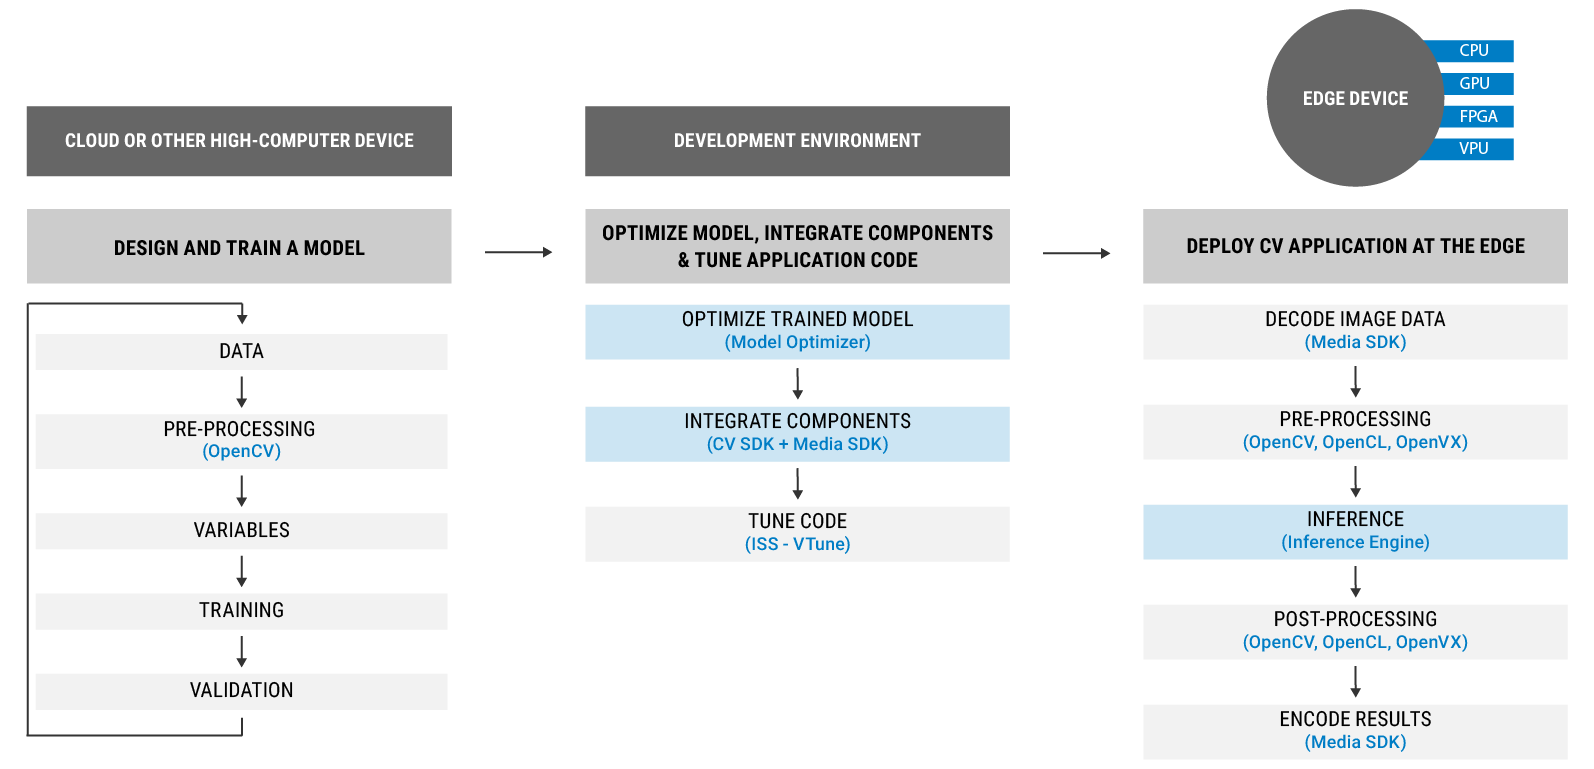 CLOUD OR OTHER HIGH-COMPUTER DEVICE
DESIGN AND TRAIN A MODEL
DATA
PRE-PROCESSING
(OpenCV)
VARIABLES
TRAINING
VALIDATION
DEVELOPMENT ENVIRONMENT
OPTIMIZE MODEL, INTEGRATE COMPONENTS
& TUNE APPLICATION CODE
OPTIMIZE TRAINED MODEL
(Model Optimizer)
INTEGRATE COMPONENTS
(CV SDK + Media SDK)
TUNE CODE
(ISS - VTune)
EDGE DEVICE
CPU
GPU
FPGA
VPU
DEPLOY CV APPLICATION AT THE EDGE
DECODE IMAGE DATA
(Media SDK)
PRE-PROCESSING
(OpenCV, OpenCL, OpenVX)
INFERENCE
(Inference Engine)
POST-PROCESSING
(OpenCV, OpenCL, OpenVX)
ENCODE RESULTS
(Media SDK)